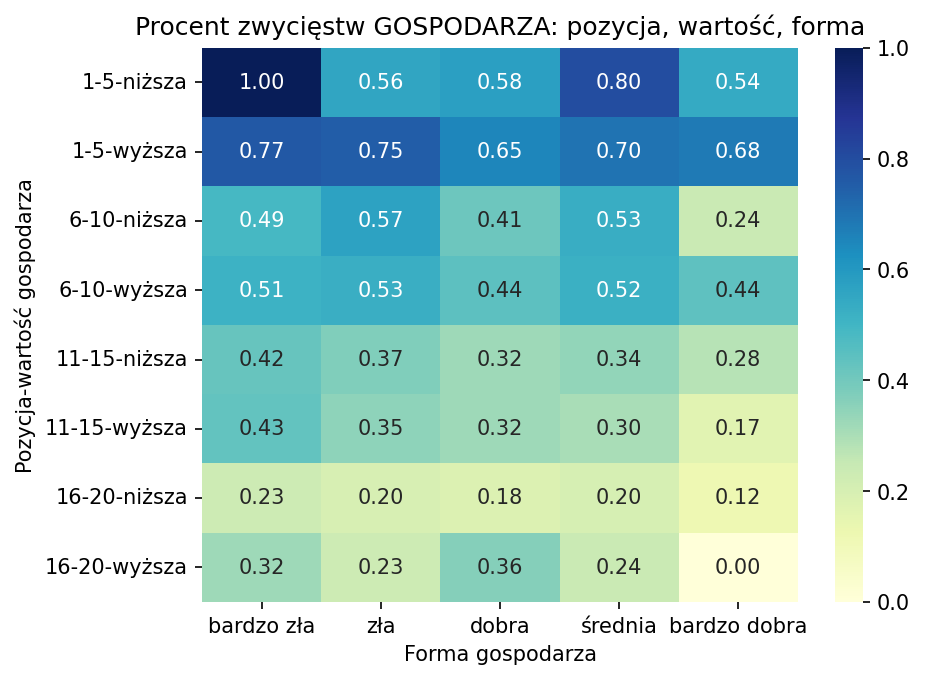 Procent zwycięstw GOSPODARZA: pozycja, wartość, forma
Pozycja-wartość gospodarza
1-5-niższa 1.00 0.56 0.58 0.80 0.54
1-5-wyższa 0.77 0.75 0.65 0.70 0.68
6-10-niższa 0.49 0.57 0.41 0.53 0.24
6-10-wyższa 0.51 0.53 0.44 0.52 0.44
11-15-niższa 0.42 0.37 0.32 0.34 0.28
11-15-wyższa 0.43 0.35 0.32 0.30 0.17
16-20-niższa 0.23 0.20 0.18 0.20 0.12
16-20-wyższa 0.32 0.23 0.36 0.24 0.00
bardzo zła zła dobra średnia bardzo dobra
Forma gospodarza
1.0
0.8
0.6
0.4
0.2
0.0